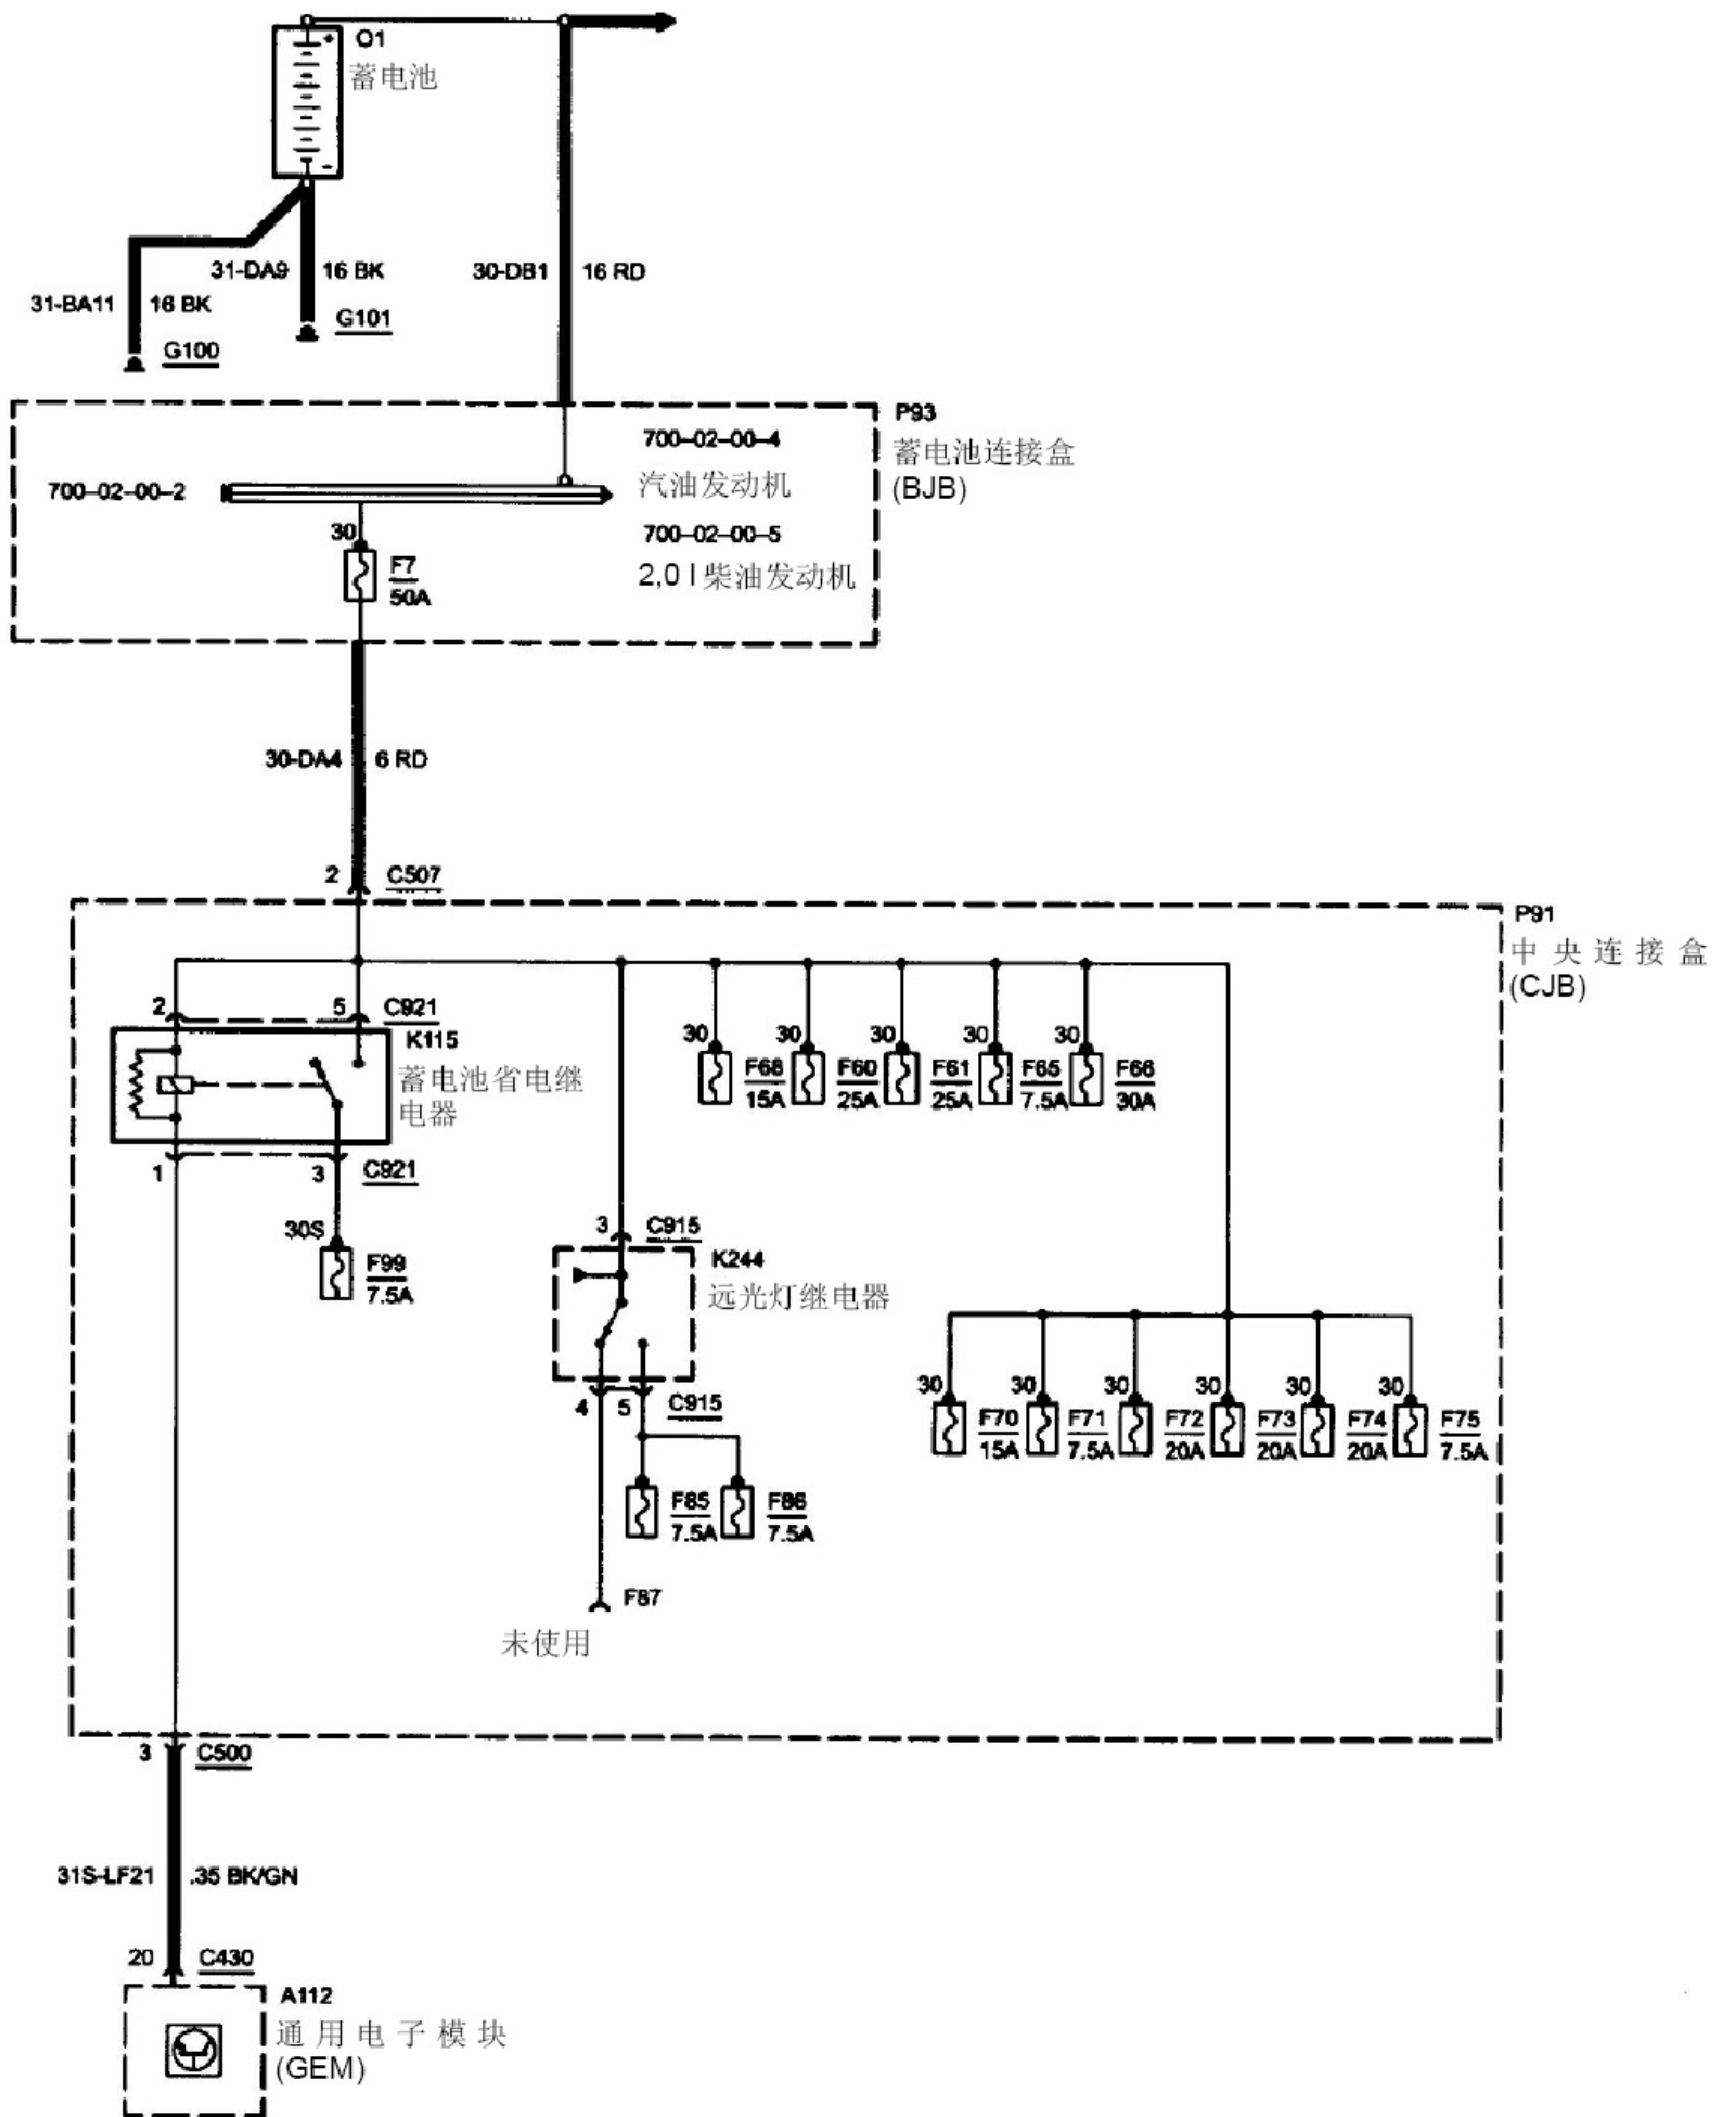 O1
蓄电池
31-DA9 16 BK
30-DB1 16 RD
31-BA11 16 BK
G101
G100
P93
蓄电池连接盒
(BJB)
700-02-00-4
汽油发动机
700-02-00-2
700-02-00-5
2,0 l 柴油发动机
30
F7
50A
30-DA4 6 RD
2 C507
P91
中央连接盒
(CJB)
2 5 C921
K115
蓄电池省电继
电器
1 3 C921
30 30 30 30 30
F68 F60 F61 F65 F66
15A 25A 25A 7.5A 30A
30S
F99
7.5A
3 C915
K244
远光灯继电器
4 5 C915
30 30 30 30 30 30
F70 F71 F72 F73 F74 F75
15A 7.5A 20A 20A 20A 7.5A
F85 F86
7.5A 7.5A
F87
未使用
3 C500
31S-LF21 .35 BK/GN
20 C430
A112
通用电子模块
(GEM)